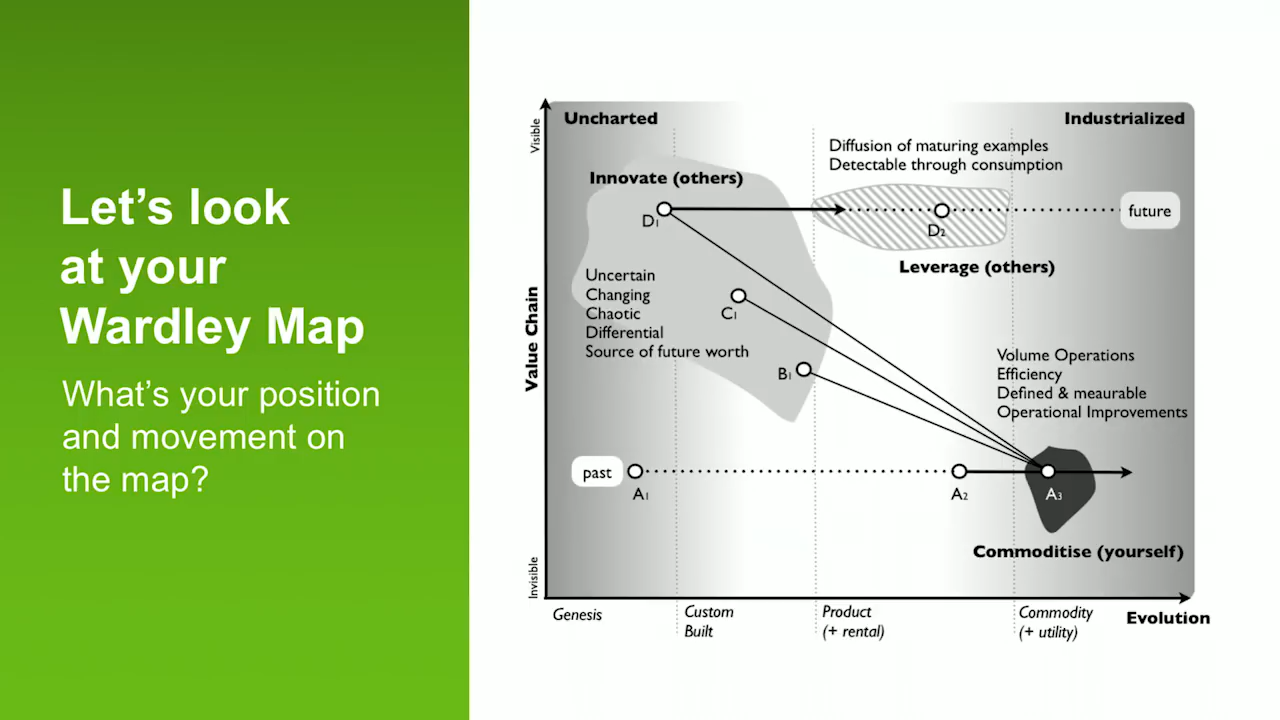 Let's look
at your
Wardley Map
What's your position
and movement on
the map?
Uncharted
Industrialized
Visible
Diffusion of maturing examples
Detectable through consumption
Innovate (others)
D1
D2
future
Leverage (others)
Uncertain
Changing
Chaotic
Differential
Source of future worth
C1
B1
Value Chain
Volume Operations
Efficiency
Defined & meaurable
Operational Improvements
past
A1
A2
A3
Commoditise (yourself)
Invisible
Genesis
Custom
Built
Product
(+ rental)
Commodity
(+ utility)
Evolution